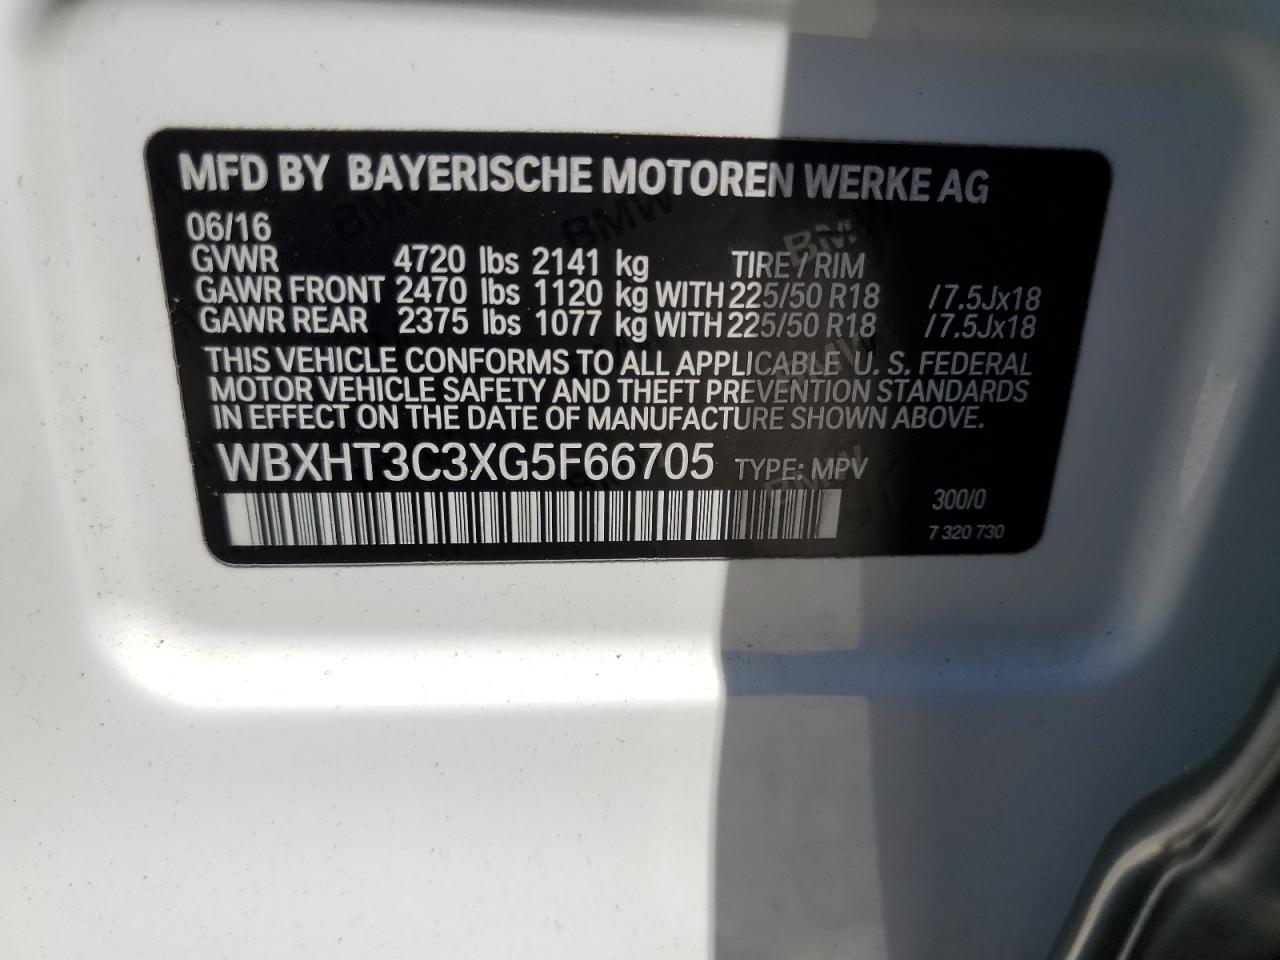 MFD BY BAYERISCHE MOTOREN WERKE AG
06/16
GVWR 4720 lbs 2141 kg TIRE / RIM
GAWR FRONT 2470 lbs 1120 kg WITH 225/50 R18 /7.5Jx18
GAWR REAR 2375 lbs 1077 kg WITH 225/50 R18 /7.5Jx18
THIS VEHICLE CONFORMS TO ALL APPLICABLE U. S. FEDERAL
MOTOR VEHICLE SAFETY AND THEFT PREVENTION STANDARDS
IN EFFECT ON THE DATE OF MANUFACTURE SHOWN ABOVE.
WBXHT3C3XG5F66705 TYPE: MPV
300/0
7 320 730